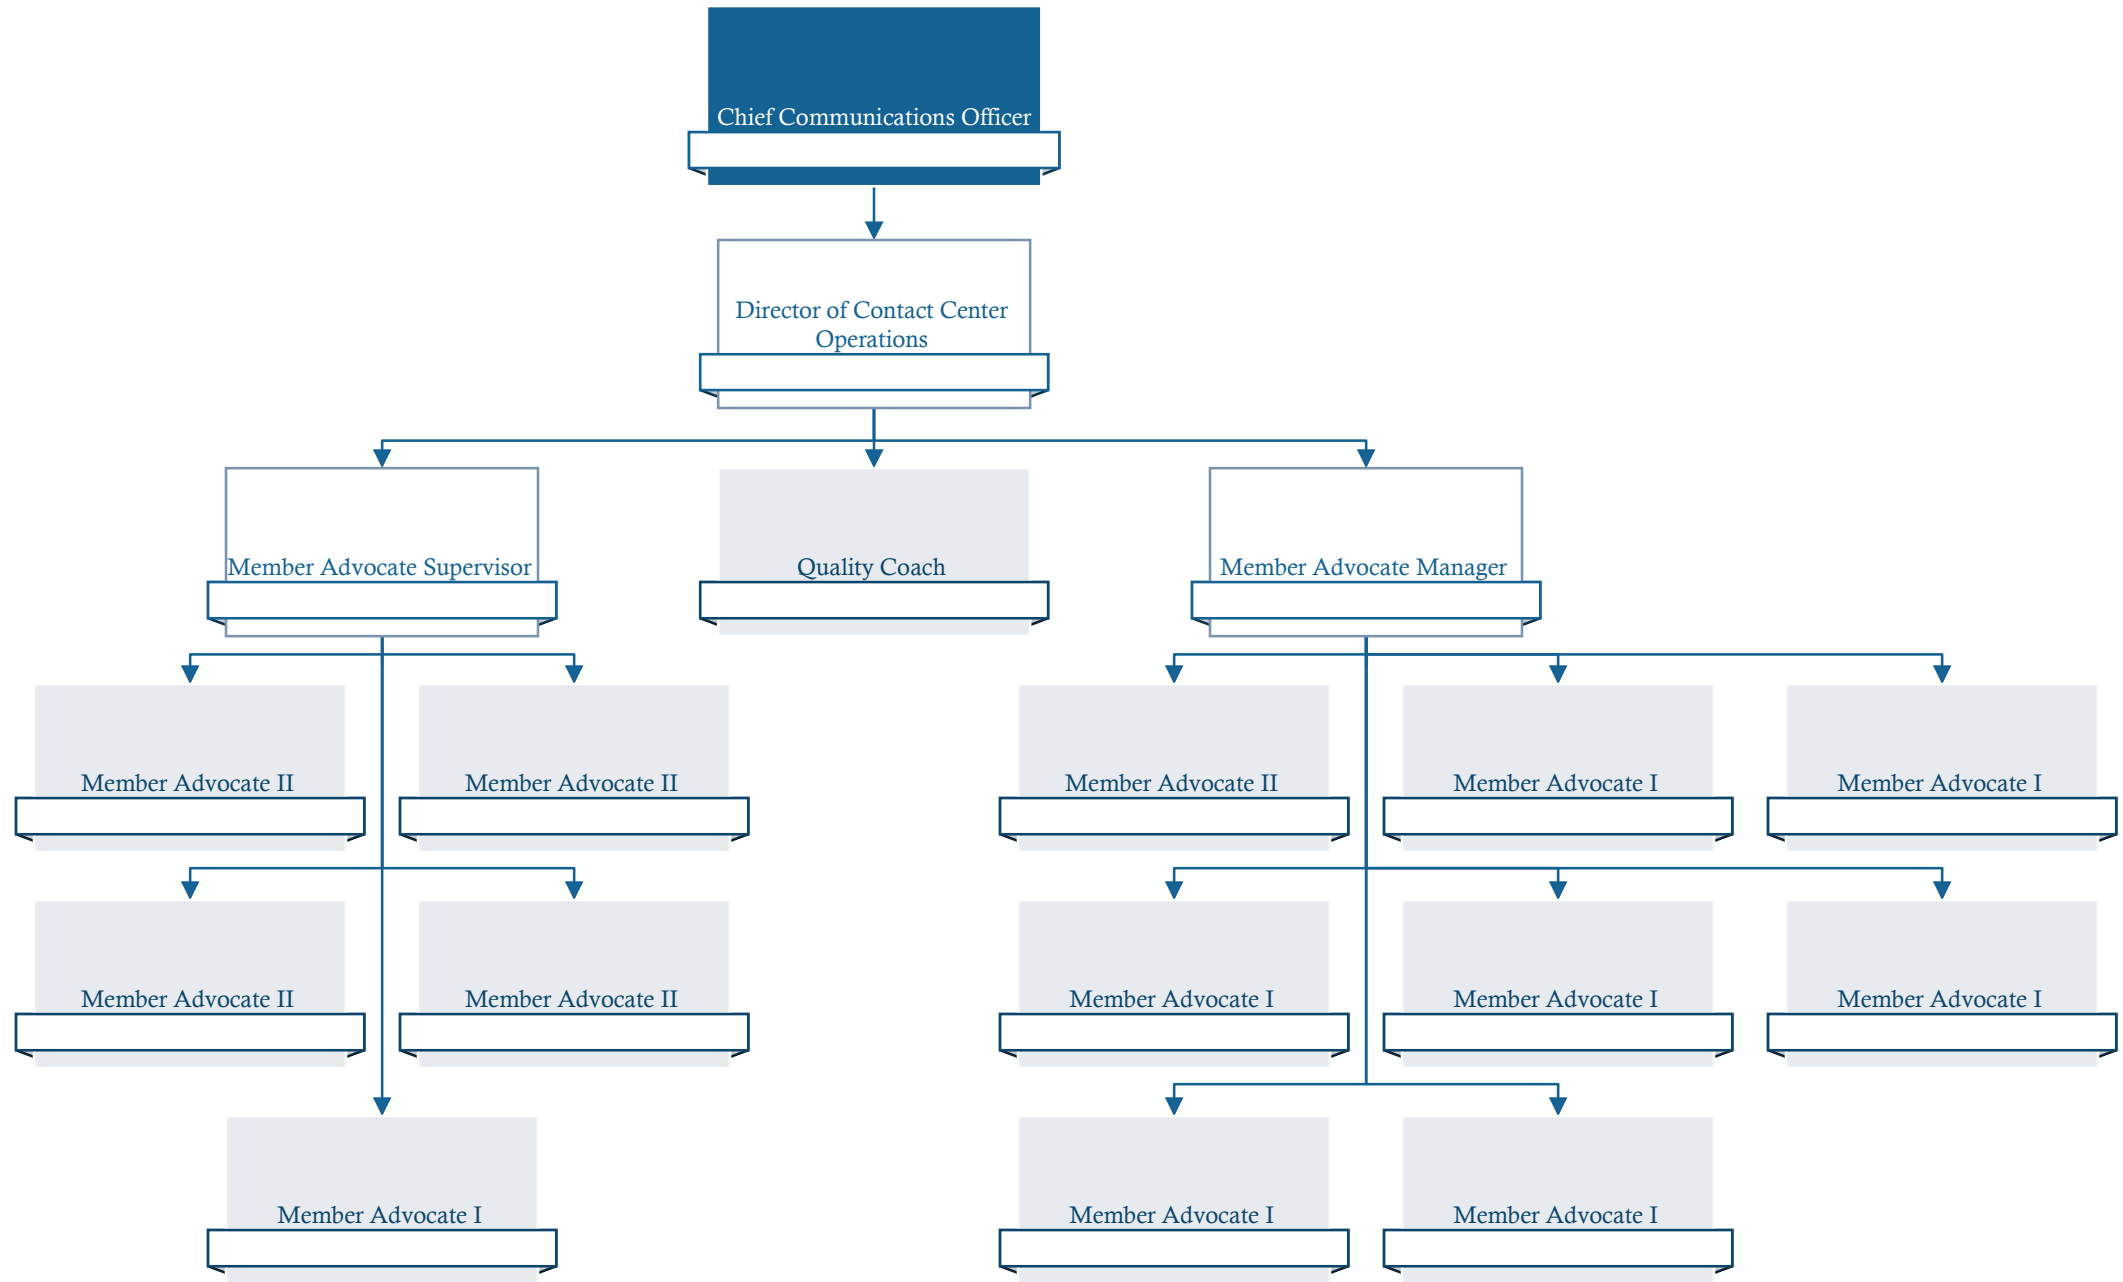 Chief Communications Officer
Director of Contact Center
Operations
Member Advocate Supervisor
Quality Coach
Member Advocate Manager
Member Advocate II
Member Advocate II
Member Advocate II
Member Advocate I
Member Advocate I
Member Advocate II
Member Advocate II
Member Advocate I
Member Advocate I
Member Advocate I
Member Advocate I
Member Advocate I
Member Advocate I